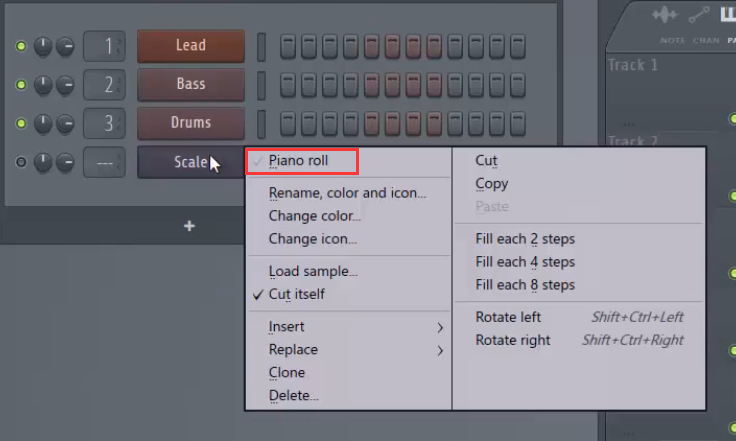 1 Lead
2 Bass
3 Drums
--- Scale
NOTE CHAN PA
Track 1
Track 2
Piano roll
Rename, color and icon...
Change color...
Change icon...
Load sample...
Cut itself
Insert
Replace
Clone
Delete...
Cut
Copy
Paste
Fill each 2 steps
Fill each 4 steps
Fill each 8 steps
Rotate left Shift+Ctrl+Left
Rotate right Shift+Ctrl+Right